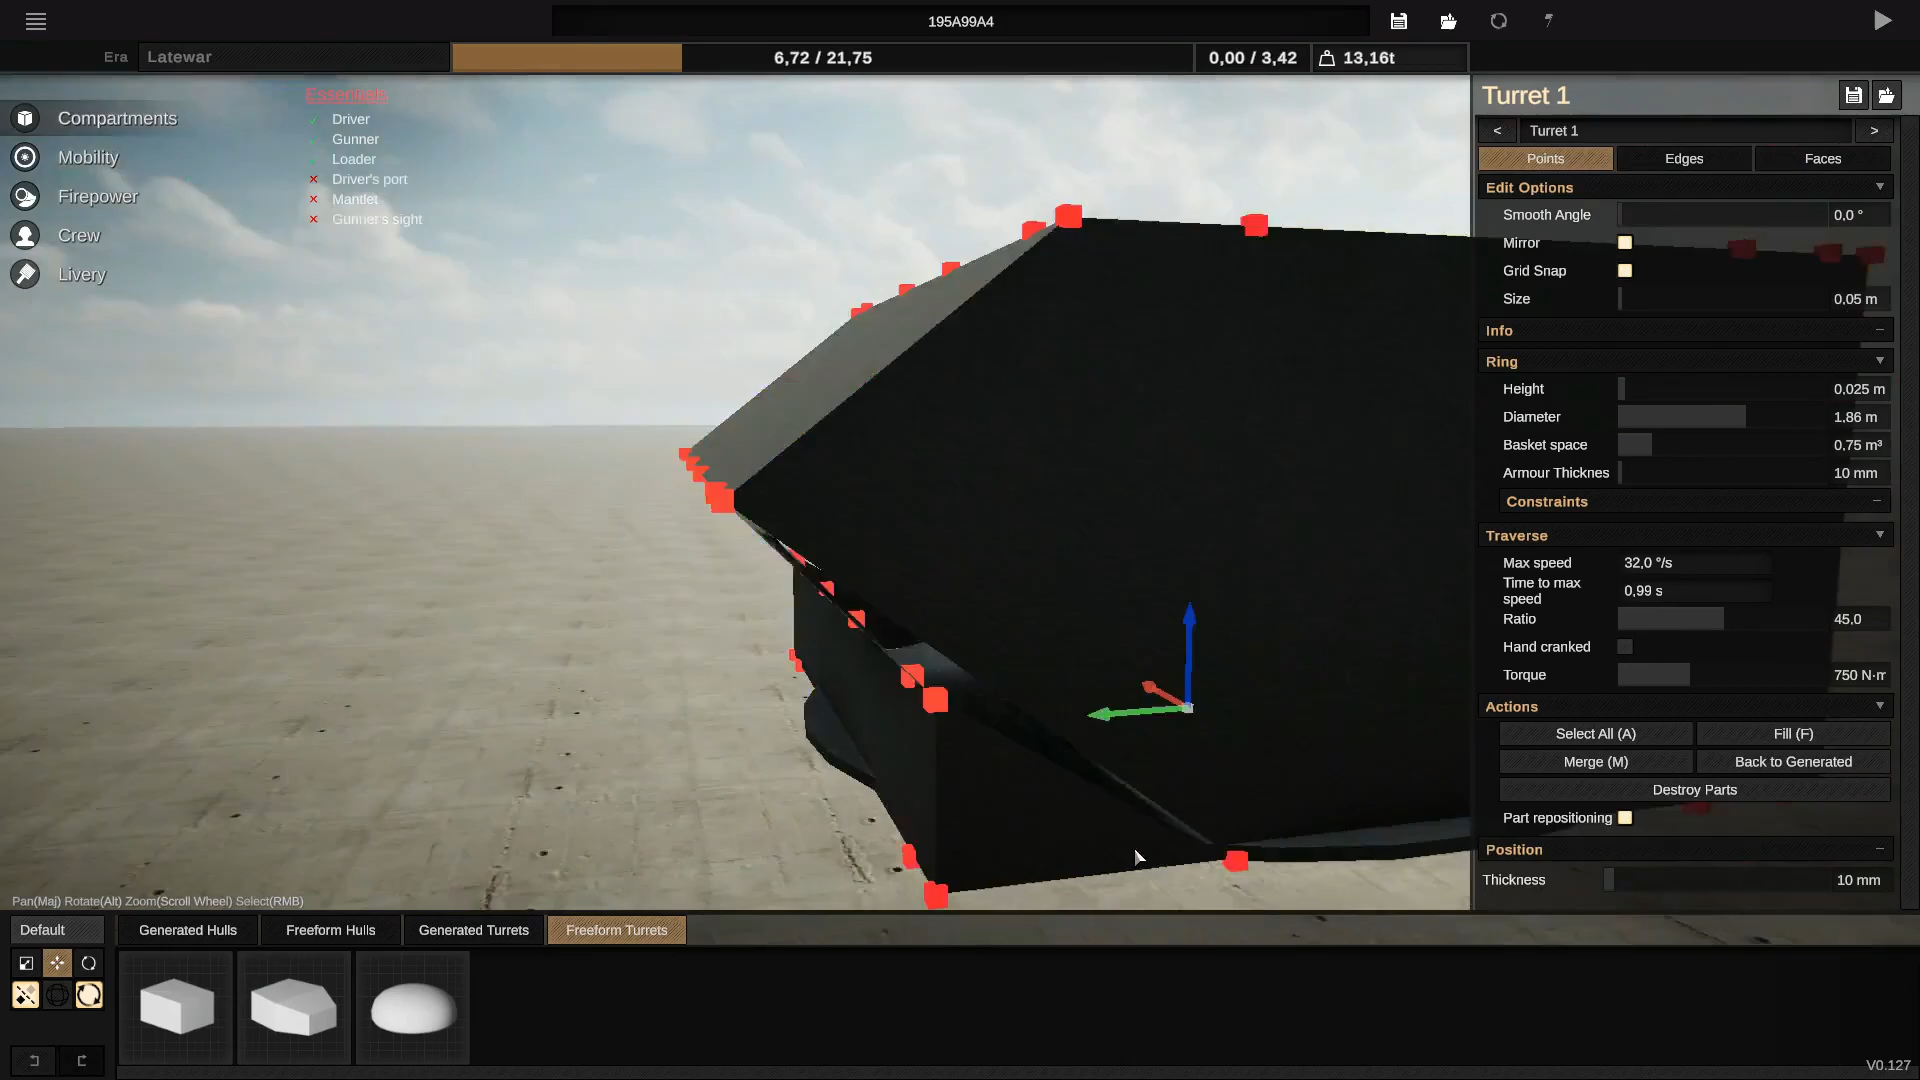 195A99A4
Era
Latewar
6,72 / 21,75
0,00 / 3,42
13,16t
Compartments
Mobility
Firepower
Crew
Livery
Essentials
Driver
Gunner
Loader
Driver's port
Mantlet
Gunner's sight
Turret 1
<
Turret 1
>
Points
Edges
Faces
Edit Options
Smooth Angle
0.0 °
Mirror
Grid Snap
Size
0.05 m
Info
Ring
Height
0,025 m
Diameter
1,86 m
Basket space
0,75 m³
Armour Thicknes
10 mm
Constraints
Traverse
Max speed
32,0 °/s
Time to max
speed
0,99 s
Ratio
45,0
Hand cranked
Torque
750 N·m
Actions
Select All (A)
Fill (F)
Merge (M)
Back to Generated
Destroy Parts
Part repositioning
Position
Thickness
10 mm
Pan(Maj) Rotate(Alt) Zoom(Scroll Wheel) Select(RMB)
Default
Generated Hulls
Freeform Hulls
Generated Turrets
Freeform Turrets
V0.127